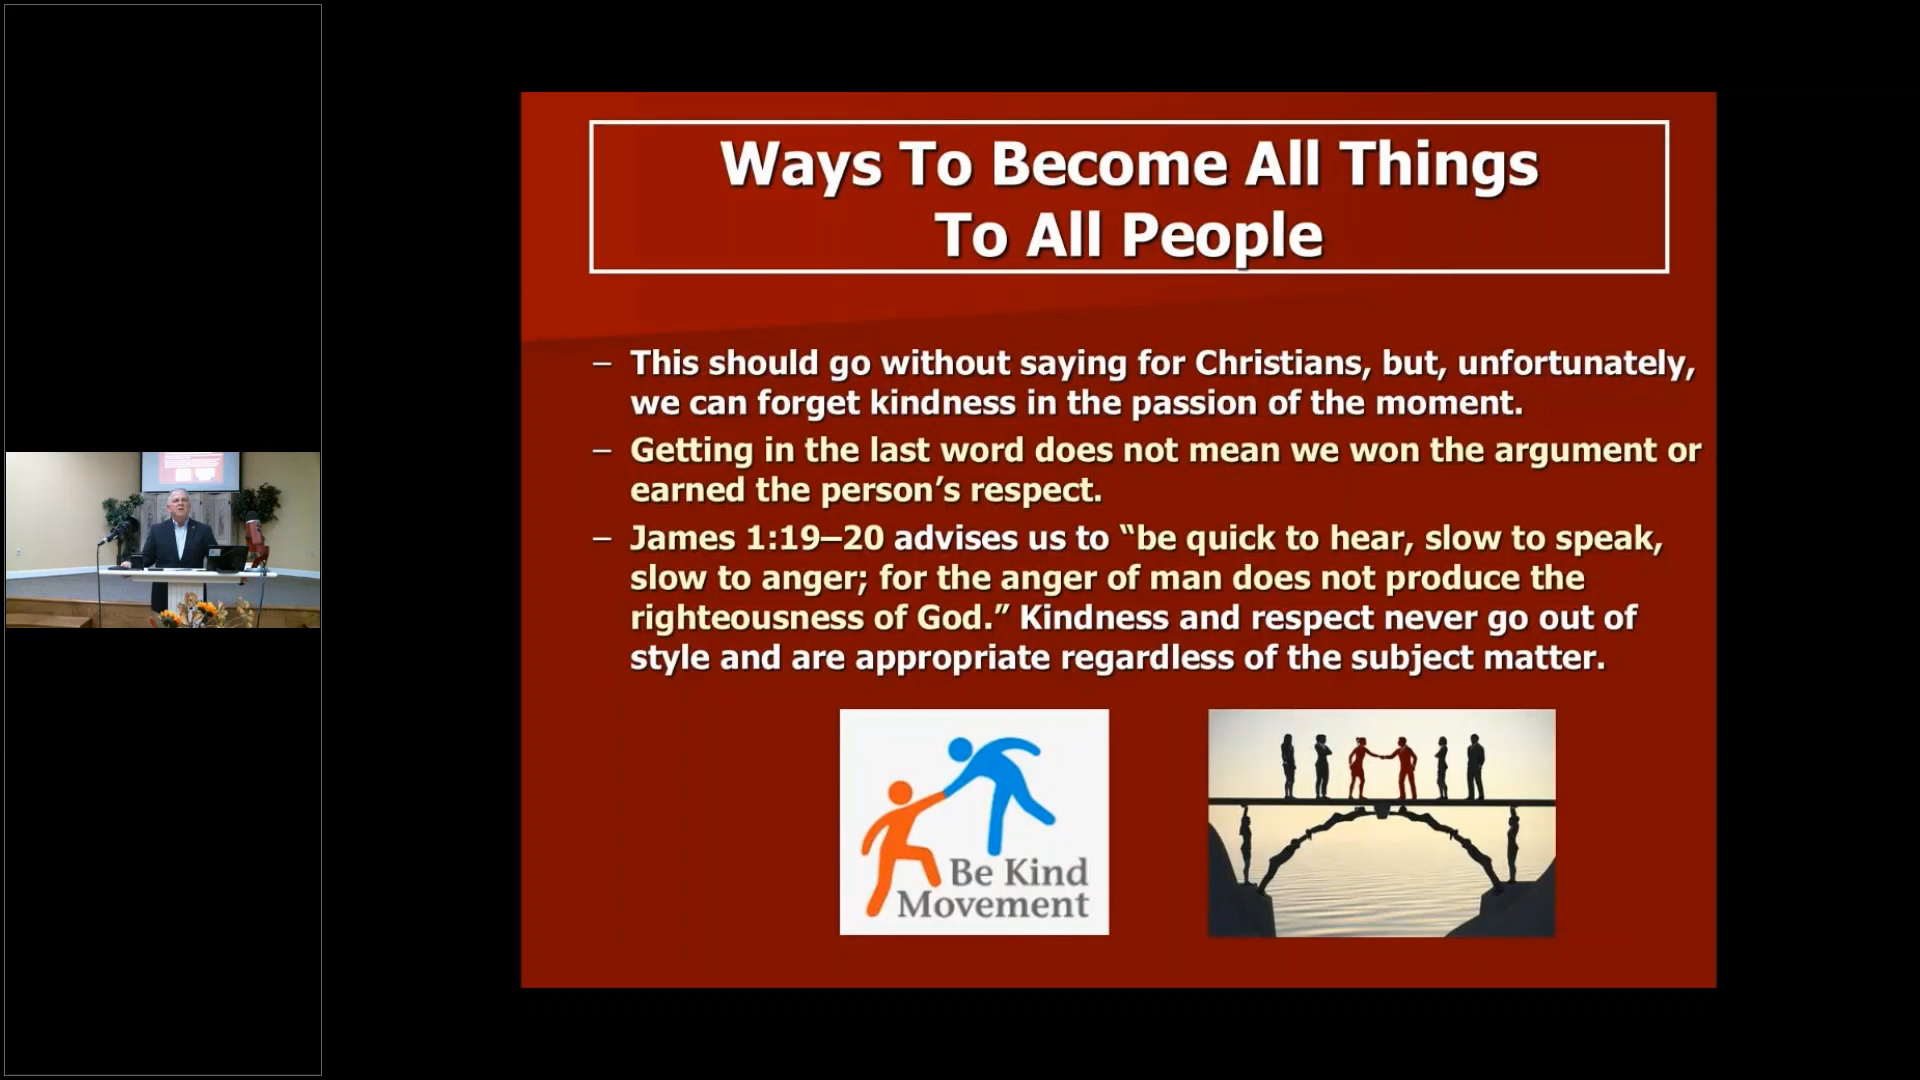 Ways To Become All Things
To All People
– This should go without saying for Christians, but, unfortunately,
we can forget kindness in the passion of the moment.
– Getting in the last word does not mean we won the argument or
earned the person’s respect.
– James 1:19–20 advises us to “be quick to hear, slow to speak,
slow to anger; for the anger of man does not produce the
righteousness of God.” Kindness and respect never go out of
style and are appropriate regardless of the subject matter.
Be Kind
Movement